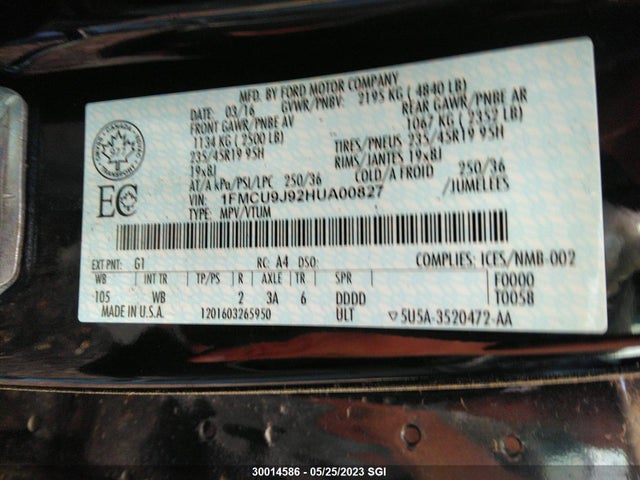 MFD. BY FORD MOTOR COMPANY
DATE: 03/16 GVWR/PNBV: 2195 KG ( 4840 LB)
FRONT GAWR/PNBE AV REAR GAWR/PNBE AR
1134 KG ( 2500 LB) 1067 KG ( 2352 LB)
235/45R19 95H TIRES/PNEUS 235/45R19 95H
19x8J RIMS/JANTES 19x8J
AT/A kPa/PSI/LPC 250/36 COLD/A FROID 250/36
VIN: 1FMCU9J92HUA00827 /JUMELEES
TYPE: MPV/VTUM
EC
EXT PNT: G1 RC: A4 DSO: COMPLIES: ICES/NMB-002
WB INT TR TP/PS R AXLE TR SPR F0000
105 WB 2 3A 6 DDDD T0058
MADE IN U.S.A. 1201603265950 ULT 5U5A-3520472-AA
30014586 - 05/25/2023 SGI